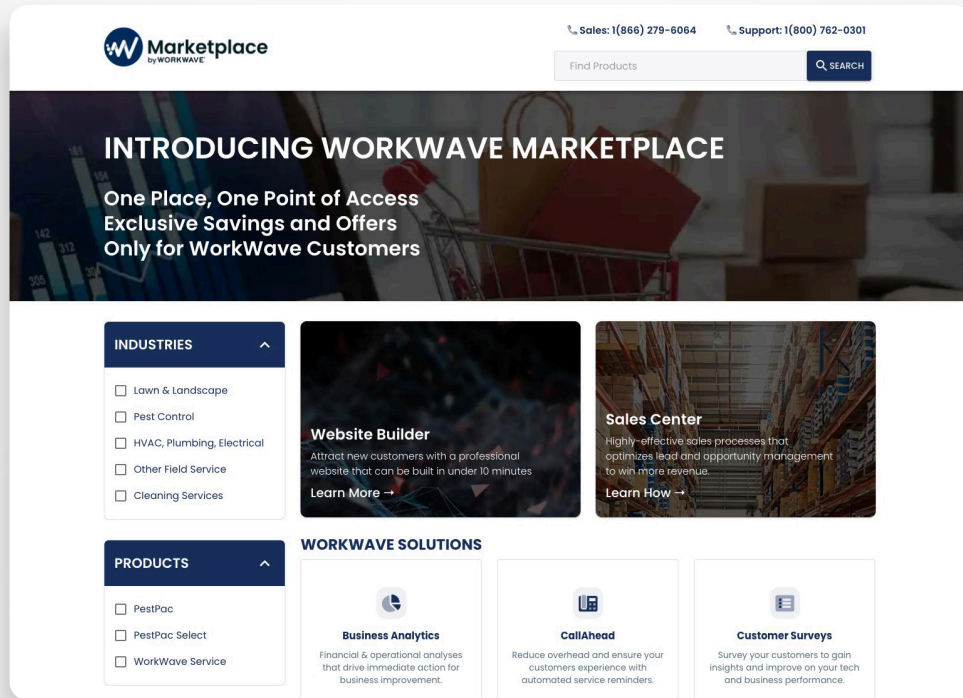 Marketplace
by WORKWAVE
Sales: 1(866) 279-6064
Support: 1(800) 762-0301
Find Products
SEARCH
INTRODUCING WORKWAVE MARKETPLACE
One Place, One Point of Access
Exclusive Savings and Offers
Only for WorkWave Customers
161
154
142
312
305
304
INDUSTRIES
Lawn & Landscape
Pest Control
HVAC, Plumbing, Electrical
Other Field Service
Cleaning Services
Website Builder
Attract new customers with a professional
website that can be built in under 10 minutes
Learn More →
Sales Center
Highly-effective sales processes that
optimizes lead and opportunity management
to win more revenue.
Learn How →
PRODUCTS
PestPac
PestPac Select
WorkWave Service
WORKWAVE SOLUTIONS
Business Analytics
Financial & operational analyses
that drive immediate action for
business improvement.
CallAhead
Reduce overhead and ensure your
customers experience with
automated service reminders.
Customer Surveys
Survey your customers to gain
insights and improve on your tech
and business performance.